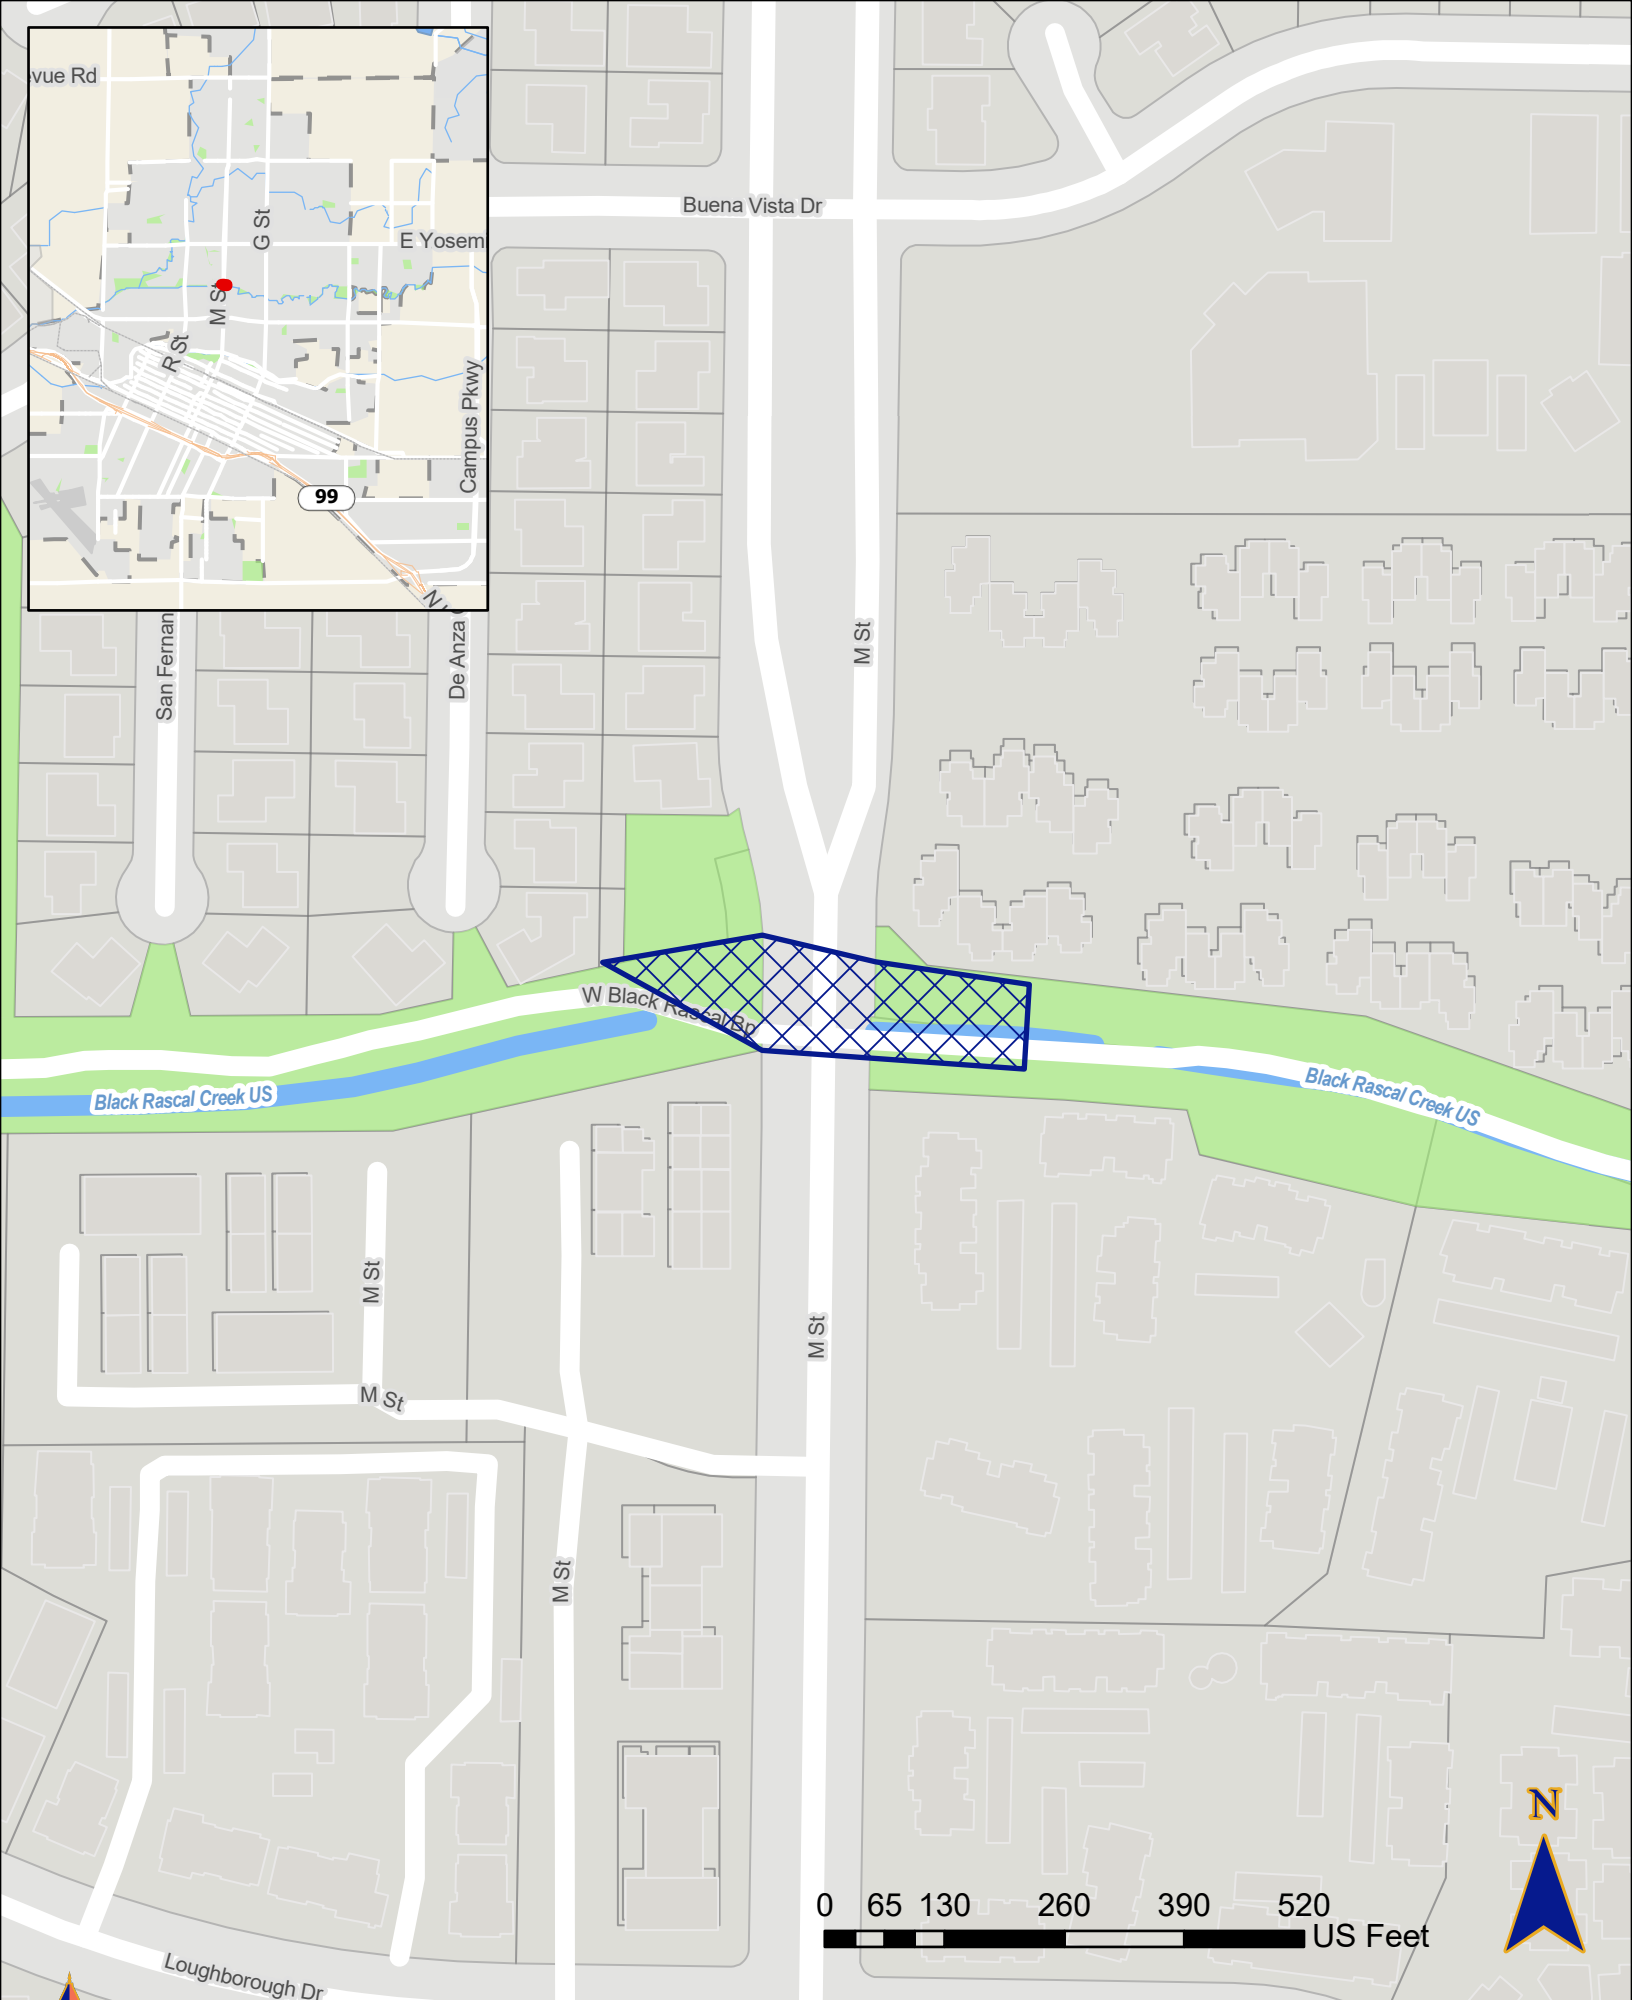 vue Rd
G St
E Yosem
M St
R St
Campus Pkwy
99
N
Buena Vista Dr
San Fernan
De Anza
M St
W Black Rascal Bp
Black Rascal Creek US
Black Rascal Creek US
M St
M St
M St
M St
N
0 65 130 260 390 520
US Feet
Loughborough Dr